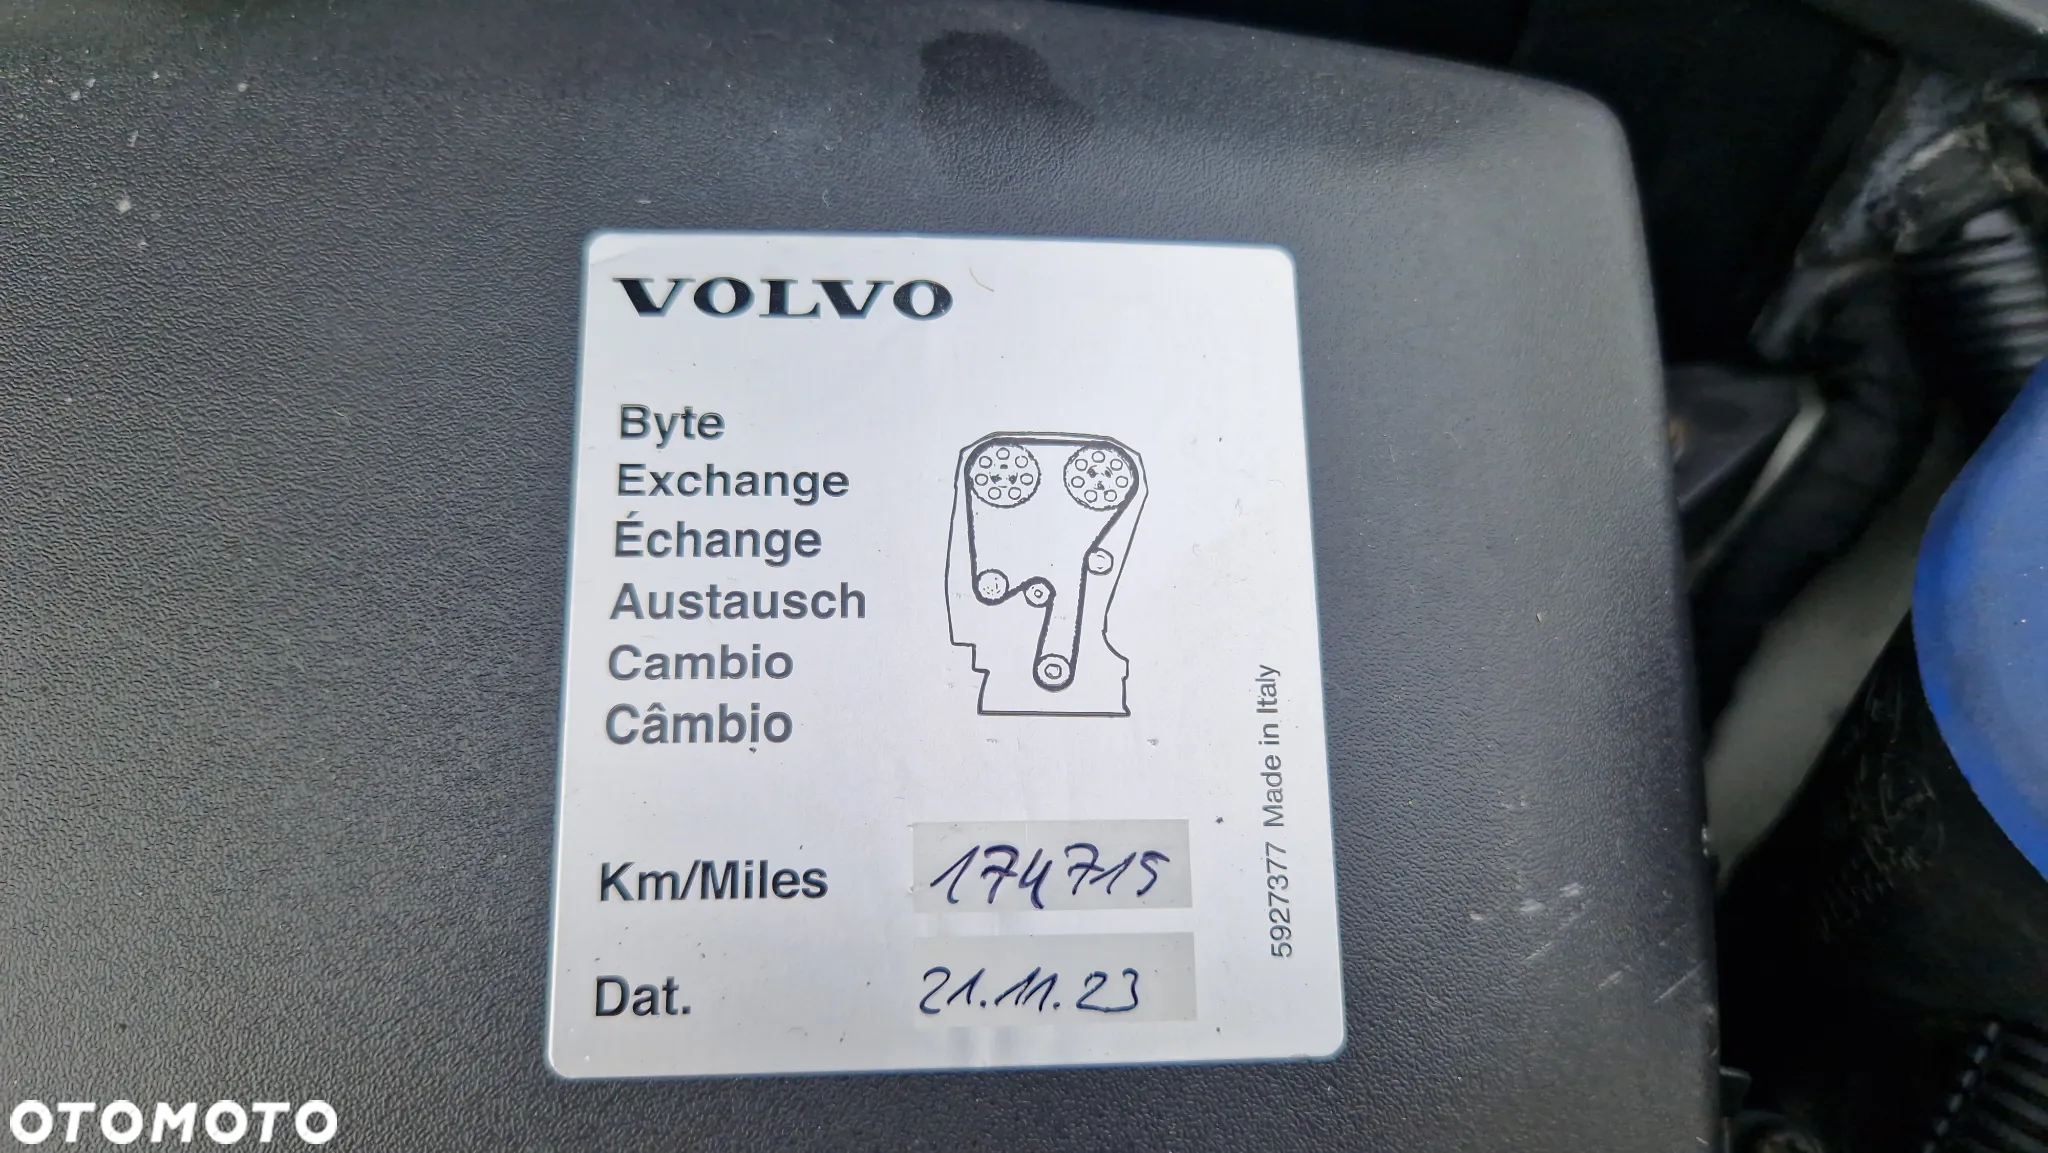 VOLVO
Byte
Exchange
Échange
Austausch
Cambio
Câmbio
Km/Miles 174715
Dat. 21.11.23
5927377 Made in Italy
OTOMOTO